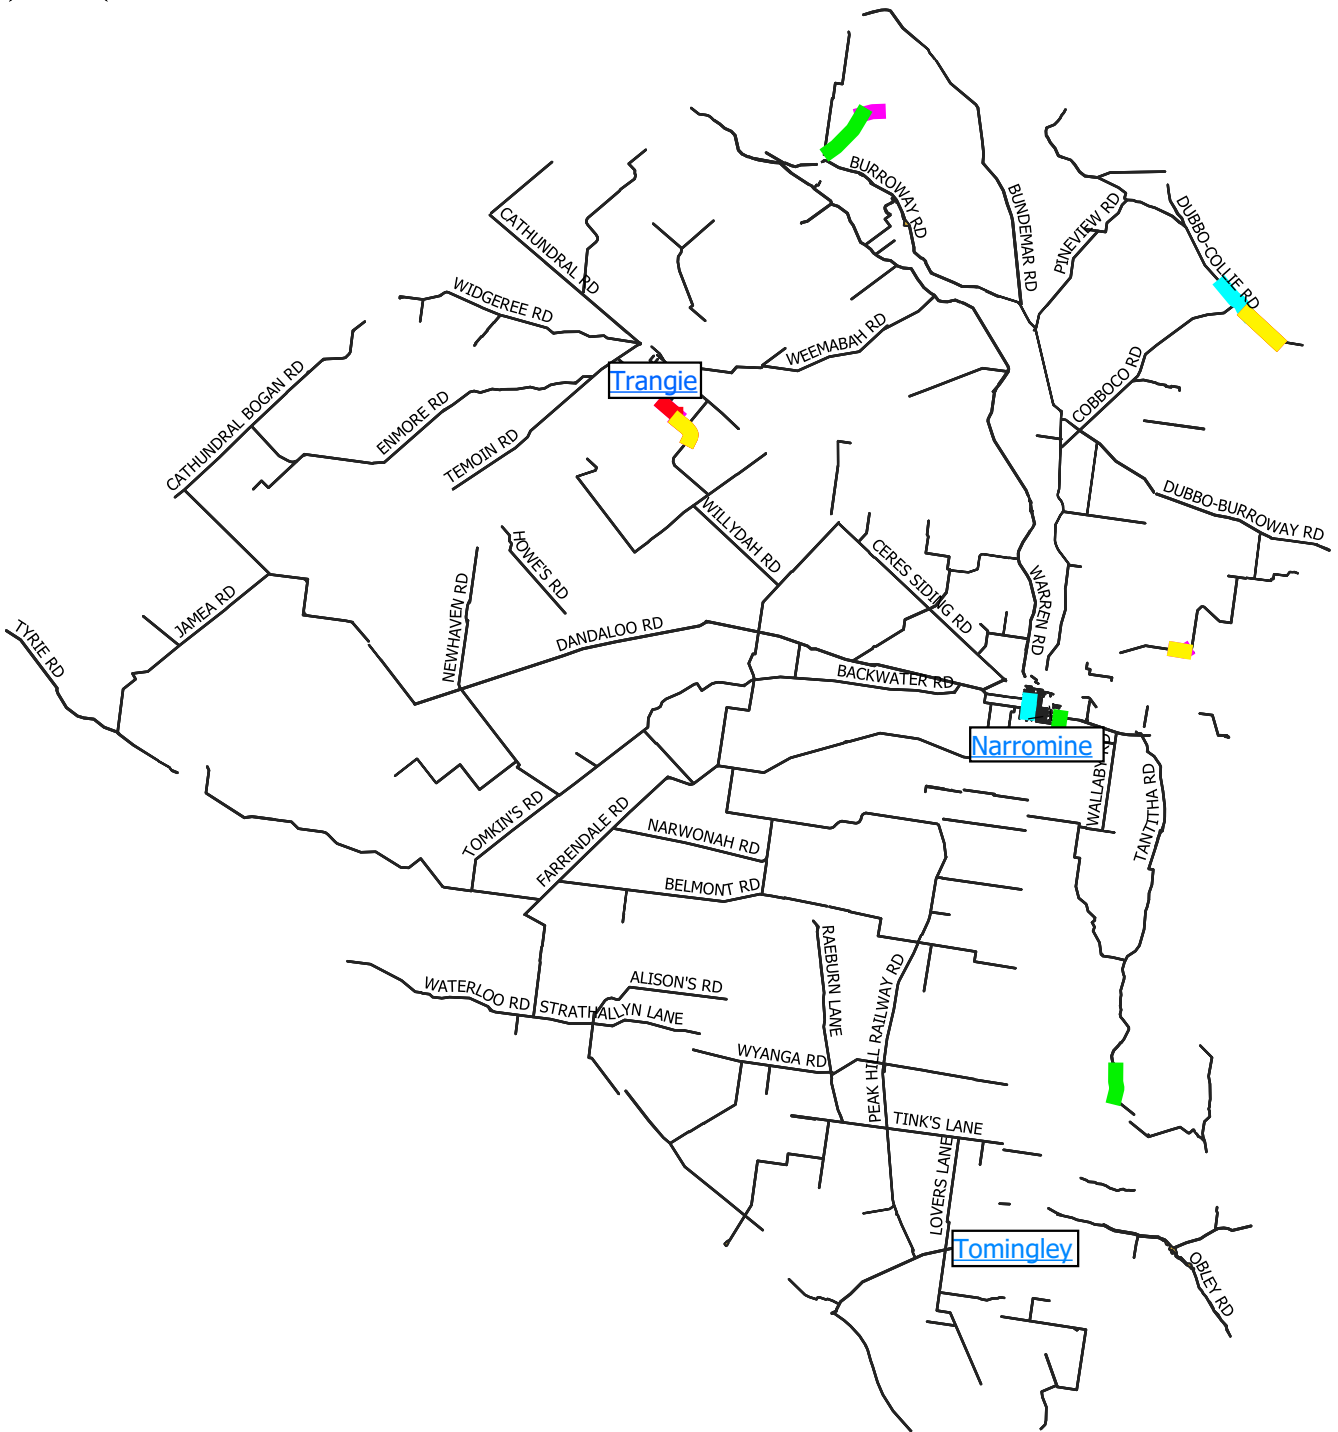 BURROWAY RD
BUNDEMAR RD
PINEVIEW RD
DUBBO-COLLIE RD
CATHUNDRAL RD
WIDGEREE RD
WEEMABAH RD
COBBOCO RD
CATHUNDRAL BOGAN RD
Trangie
ENMORE RD
TEMOIN RD
DUBBO-BURROWAY RD
WILLYDAH RD
HOWE'S RD
CERES SIDING RD
WARREN RD
NEWHAVEN RD
JAMEA RD
TYRIE RD
DANDALOO RD
BACKWATER RD
Narromine
WALLABY RD
TANTITHA RD
TOMKIN'S RD
FARRENDALE RD
NARWONAH RD
BELMONT RD
RAEBURN LANE
PEAK HILL RAILWAY RD
ALISON'S RD
WATERLOO RD
STRATHALLYN LANE
WYANGA RD
TINK'S LANE
LOVERS LANE
Tomingley
OBLEY RD